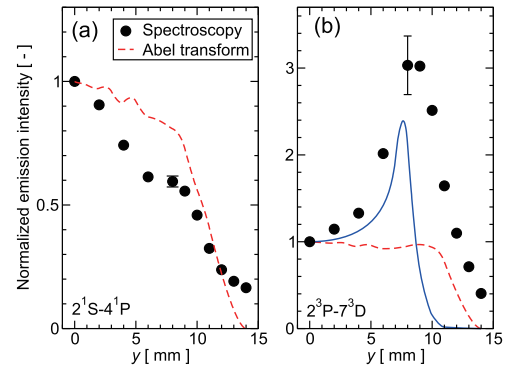 (a)
Spectroscopy
Abel transform
(b)
Normalized emission intensity [ - ]
1
0.5
0
3
2
1
0
2¹S-4¹P
2³P-7³D
0 5 10 15
0 5 10 15
y [ mm ]
y [ mm ]